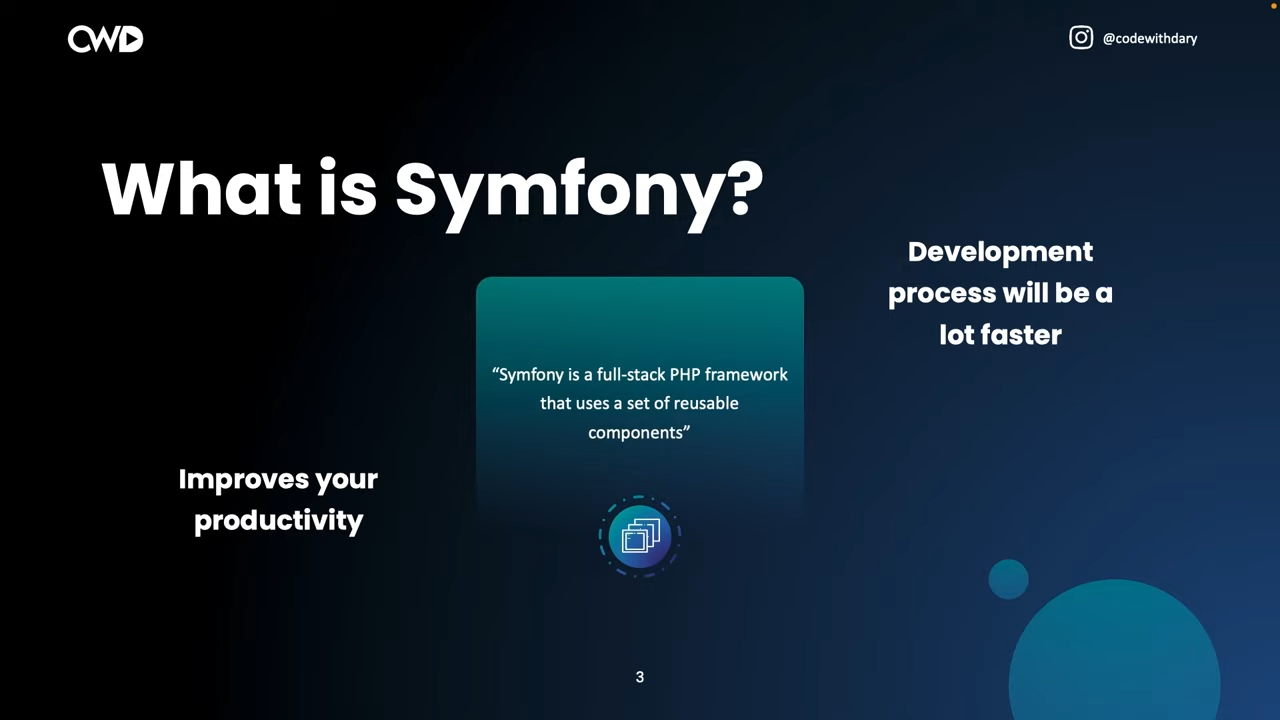 CWD
@codewithdary
What is Symfony?
Development
process will be a
lot faster
“Symfony is a full-stack PHP framework
that uses a set of reusable
components”
Improves your
productivity
3